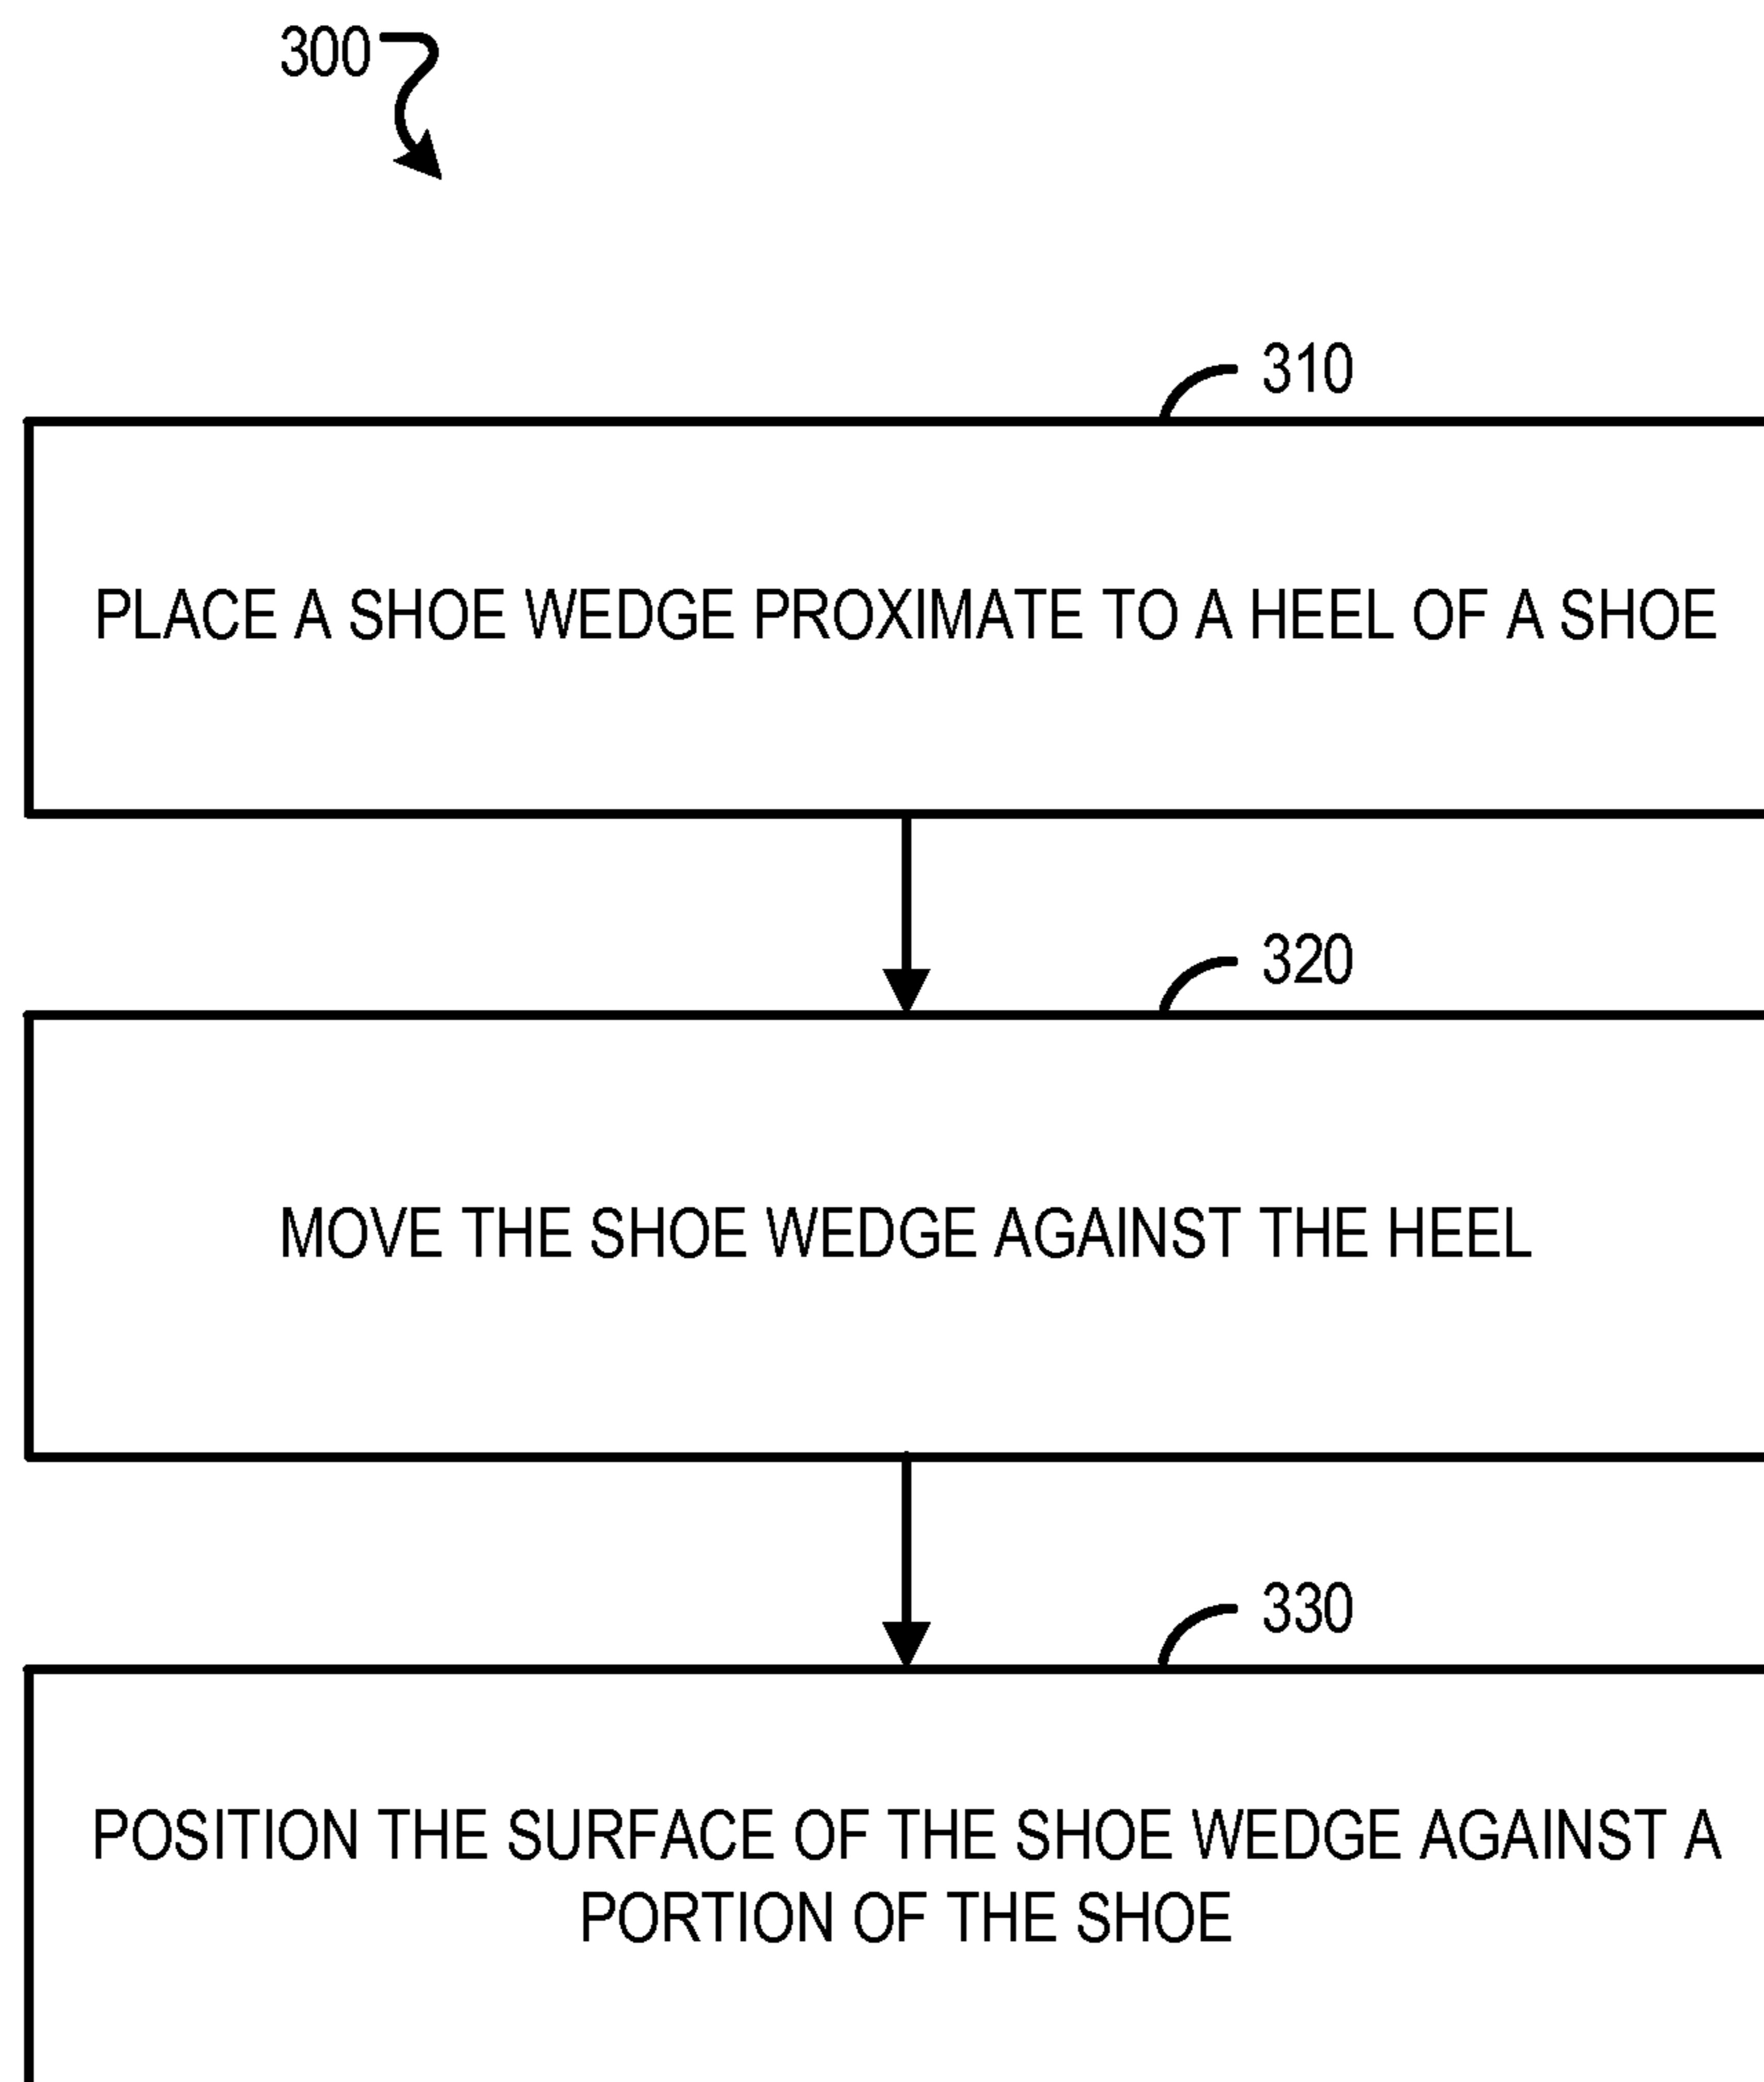 300
310
PLACE A SHOE WEDGE PROXIMATE TO A HEEL OF A SHOE
320
MOVE THE SHOE WEDGE AGAINST THE HEEL
330
POSITION THE SURFACE OF THE SHOE WEDGE AGAINST A
PORTION OF THE SHOE